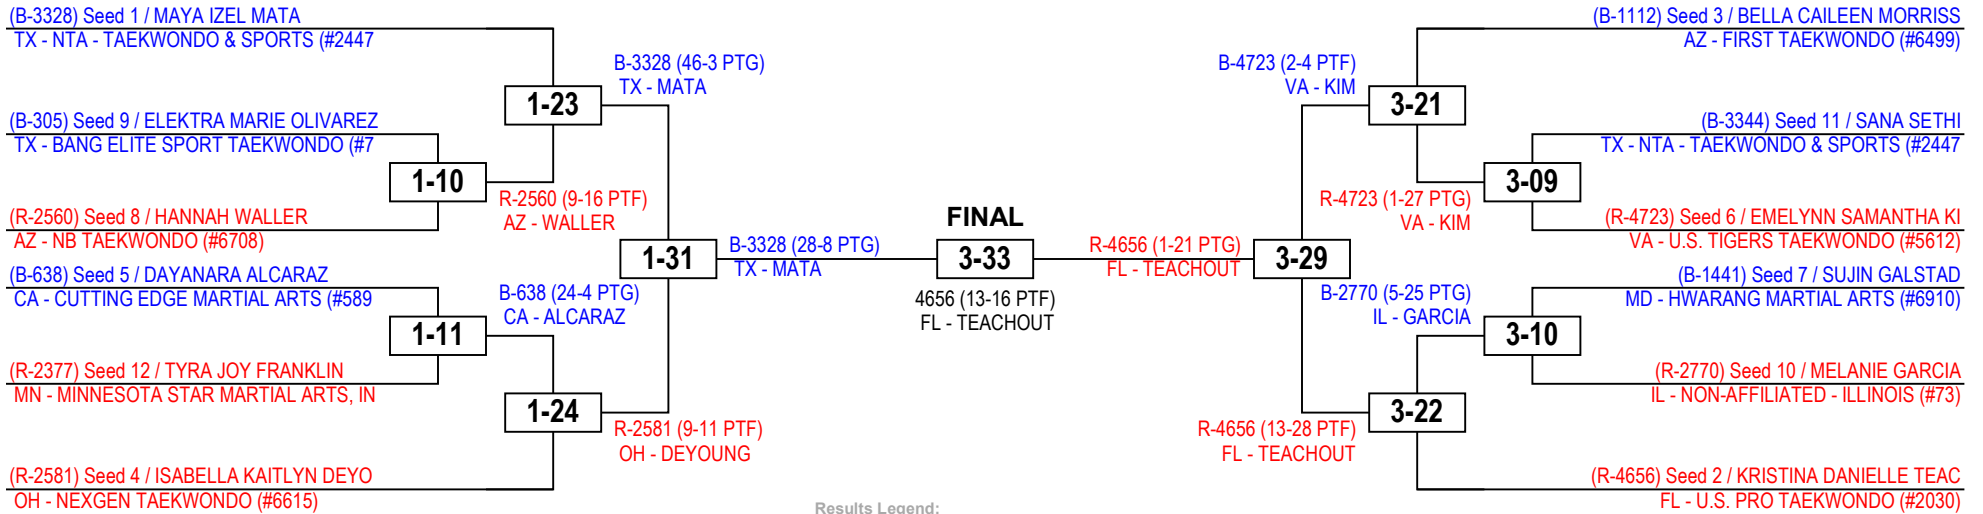 (B-3328) Seed 1 / MAYA IZEL MATA
TX - NTA - TAEKWONDO & SPORTS (#2447
(B-305) Seed 9 / ELEKTRA MARIE OLIVAREZ
TX - BANG ELITE SPORT TAEKWONDO (#7
(R-2560) Seed 8 / HANNAH WALLER
AZ - NB TAEKWONDO (#6708)
(B-638) Seed 5 / DAYANARA ALCARAZ
CA - CUTTING EDGE MARTIAL ARTS (#589
(R-2377) Seed 12 / TYRA JOY FRANKLIN
MN - MINNESOTA STAR MARTIAL ARTS, IN
(R-2581) Seed 4 / ISABELLA KAITLYN DEYO
OH - NEXGEN TAEKWONDO (#6615)
1-10
1-11
R-2560 (9-16 PTF)
AZ - WALLER
B-638 (24-4 PTG)
CA - ALCARAZ
1-23
1-24
B-3328 (46-3 PTG)
TX - MATA
R-2581 (9-11 PTF)
OH - DEYOUNG
1-31
B-3328 (28-8 PTG)
TX - MATA
FINAL
3-33
4656 (13-16 PTF)
FL - TEACHOUT
R-4656 (1-21 PTG)
FL - TEACHOUT
3-29
B-4723 (2-4 PTF)
VA - KIM
R-4656 (13-28 PTF)
FL - TEACHOUT
3-21
3-22
R-4723 (1-27 PTG)
VA - KIM
B-2770 (5-25 PTG)
IL - GARCIA
3-09
3-10
(B-1112) Seed 3 / BELLA CAILEEN MORRISS
AZ - FIRST TAEKWONDO (#6499)
(B-3344) Seed 11 / SANA SETHI
TX - NTA - TAEKWONDO & SPORTS (#2447
(R-4723) Seed 6 / EMELYNN SAMANTHA KI
VA - U.S. TIGERS TAEKWONDO (#5612)
(B-1441) Seed 7 / SUJIN GALSTAD
MD - HWARANG MARTIAL ARTS (#6910)
(R-2770) Seed 10 / MELANIE GARCIA
IL - NON-AFFILIATED - ILLINOIS (#73)
(R-4656) Seed 2 / KRISTINA DANIELLE TEAC
FL - U.S. PRO TAEKWONDO (#2030)
Results Legend: